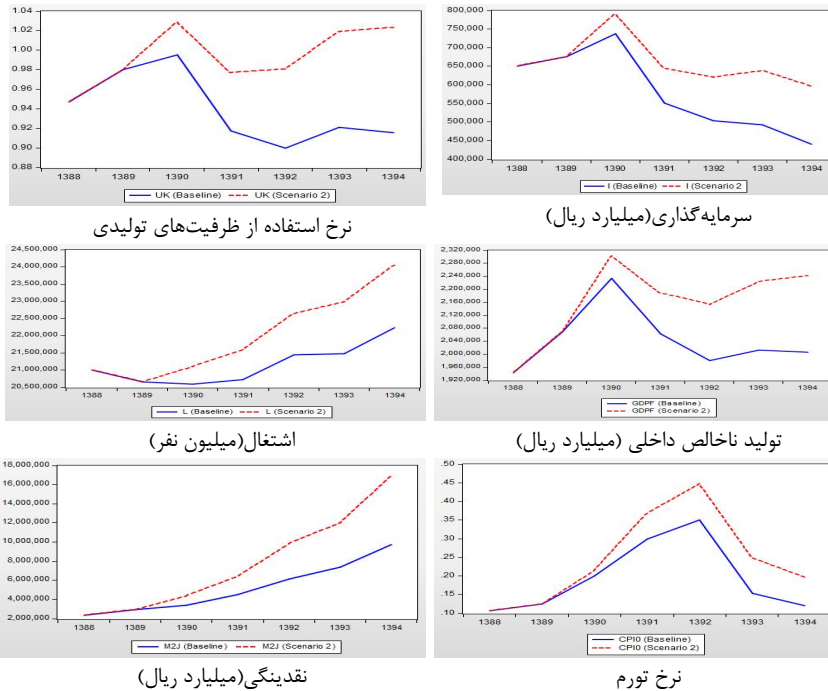 1.04
1.02
1.00
0.98
0.96
0.94
0.92
0.90
0.88
1388 1389 1390 1391 1392 1393 1394
UK (Baseline) UK (Scenario 2)
نرخ استفاده از ظرفیت‌های تولیدی
800,000
750,000
700,000
650,000
600,000
550,000
500,000
450,000
400,000
1388 1389 1390 1391 1392 1393 1394
I (Baseline) I (Scenario 2)
سرمایه‌گذاری(میلیارد ریال)
24,500,000
24,000,000
23,500,000
23,000,000
22,500,000
22,000,000
21,500,000
21,000,000
20,500,000
1388 1389 1390 1391 1392 1393 1394
L (Baseline) L (Scenario 2)
اشتغال(میلیون نفر)
2,320,000
2,280,000
2,240,000
2,200,000
2,160,000
2,120,000
2,080,000
2,040,000
2,000,000
1,960,000
1,920,000
1388 1389 1390 1391 1392 1393 1394
GDPF (Baseline)
GDPF (Scenario 2)
تولید ناخالص داخلی (میلیارد ریال)
18,000,000
16,000,000
14,000,000
12,000,000
10,000,000
8,000,000
6,000,000
4,000,000
2,000,000
1388 1389 1390 1391 1392 1393 1394
M2J (Baseline) M2J (Scenario 2)
نقدینگی(میلیارد ریال)
.50
.45
.40
.35
.30
.25
.20
.15
.10
1388 1389 1390 1391 1392 1393 1394
CPI0 (Baseline)
CPI0 (Scenario 2)
نرخ تورم